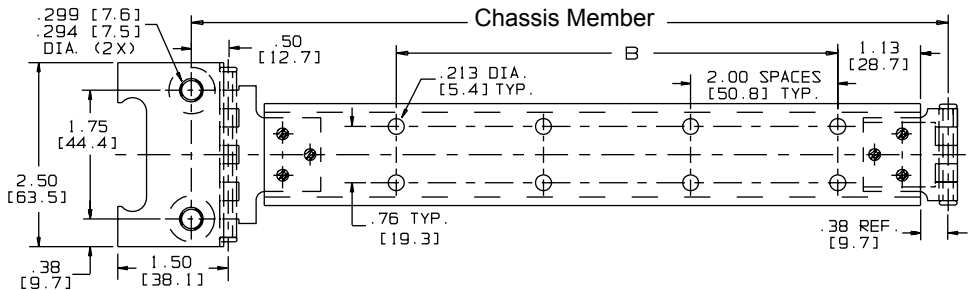 Chassis Member
.299 [7.6]
.294 [7.5]
DIA. (2X)
.50
[12.7]
B
1.13
[28.7]
.213 DIA.
[5.4] TYP.
2.00 SPACES
[50.8] TYP.
1.75
[44.4]
2.50
[63.5]
.76 TYP.
[19.3]
.38 REF.
[9.7]
.38
[9.7]
1.50
[38.1]